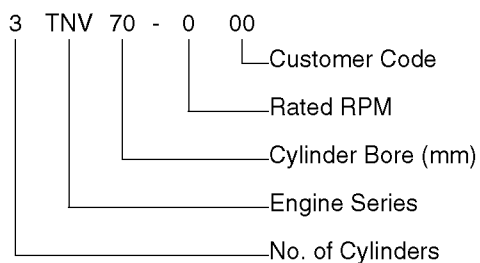 3 TNV 70 - 0 00
Customer Code
Rated RPM
Cylinder Bore (mm)
Engine Series
No. of Cylinders